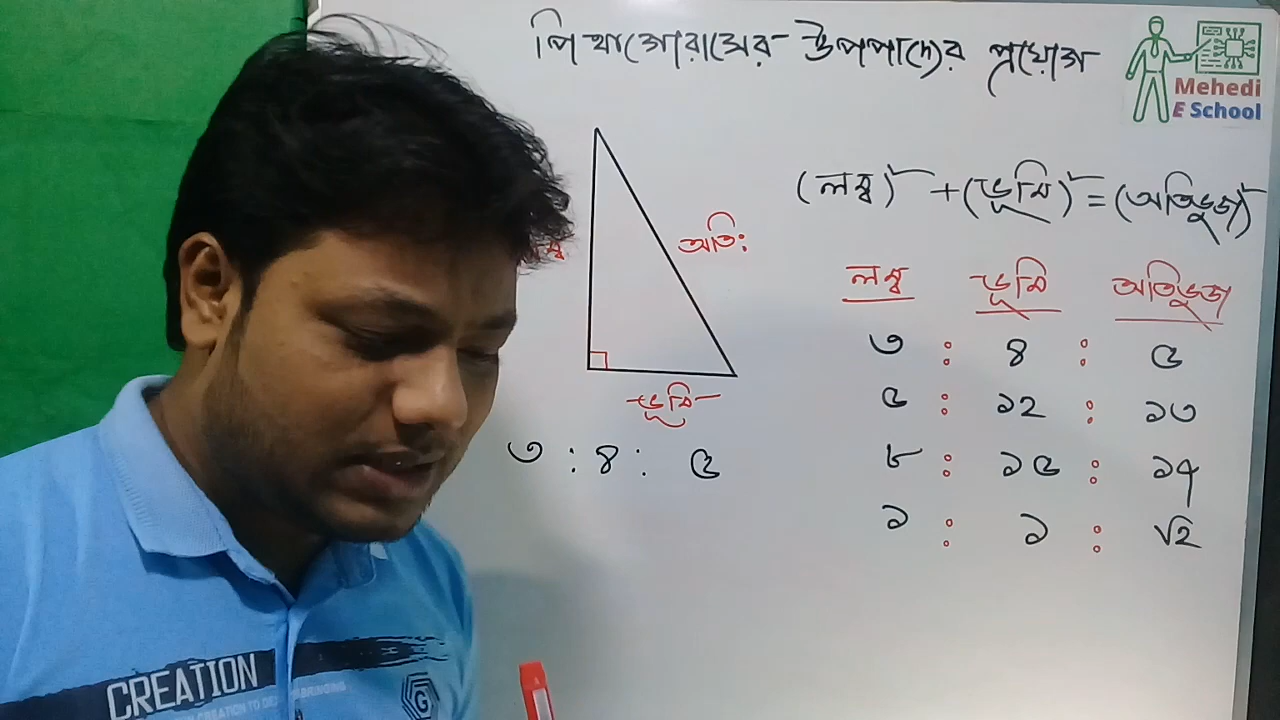 পিথাগোরাসের উপপাদ্যের প্রয়োগ
Mehedi
E School
(লম্ব)² + (ভূমি)² = (অতিভুজ)²
অতি:
লম্ব ভূমি অতিভুজ
৩ : ৪ : ৫
৫ : ১২ : ১৩
৮ : ১৫ : ১৭
১ : ১ : √২
ভূমি
৩ : ৪ : ৫
CREATION
G